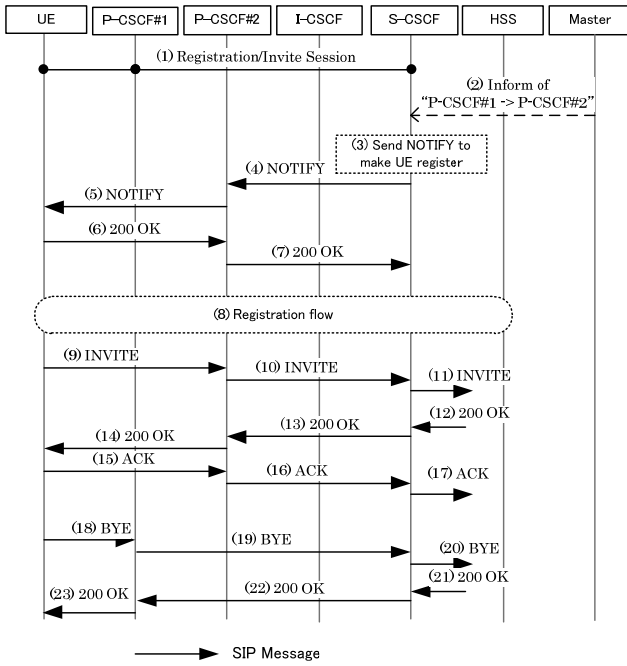 UE P-CSCF#1 P-CSCF#2 I-CSCF S-CSCF HSS Master
(1) Registration/Invite Session
(2) Inform of
“P-CSCF#1 -> P-CSCF#2”
(3) Send NOTIFY to
make UE register
(4) NOTIFY
(5) NOTIFY
(6) 200 OK
(7) 200 OK
(8) Registration flow
(9) INVITE
(10) INVITE
(11) INVITE
(12) 200 OK
(13) 200 OK
(14) 200 OK
(15) ACK
(16) ACK
(17) ACK
(18) BYE
(19) BYE
(20) BYE
(21) 200 OK
(22) 200 OK
(23) 200 OK
SIP Message